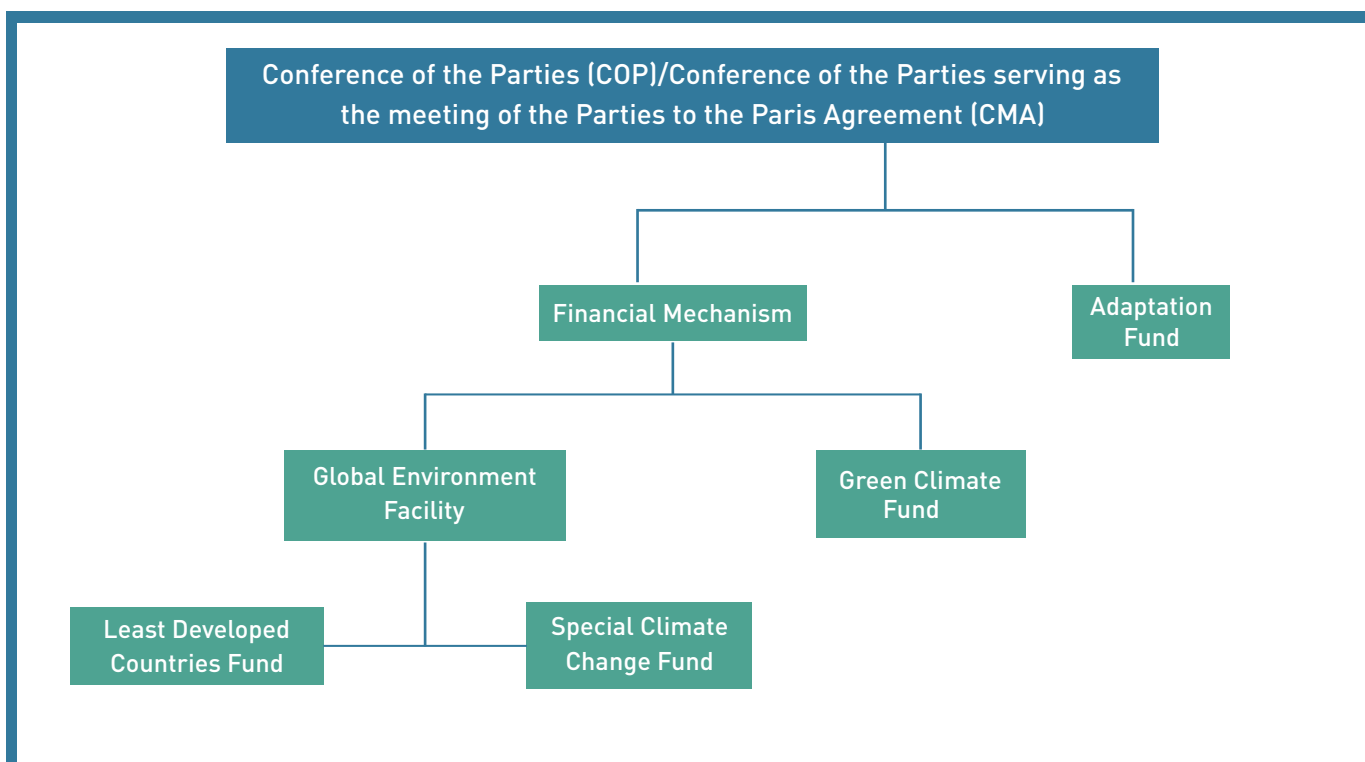 Conference of the Parties (COP)/Conference of the Parties serving as
the meeting of the Parties to the Paris Agreement (CMA)
Financial Mechanism
Adaptation
Fund
Global Environment
Facility
Green Climate
Fund
Least Developed
Countries Fund
Special Climate
Change Fund